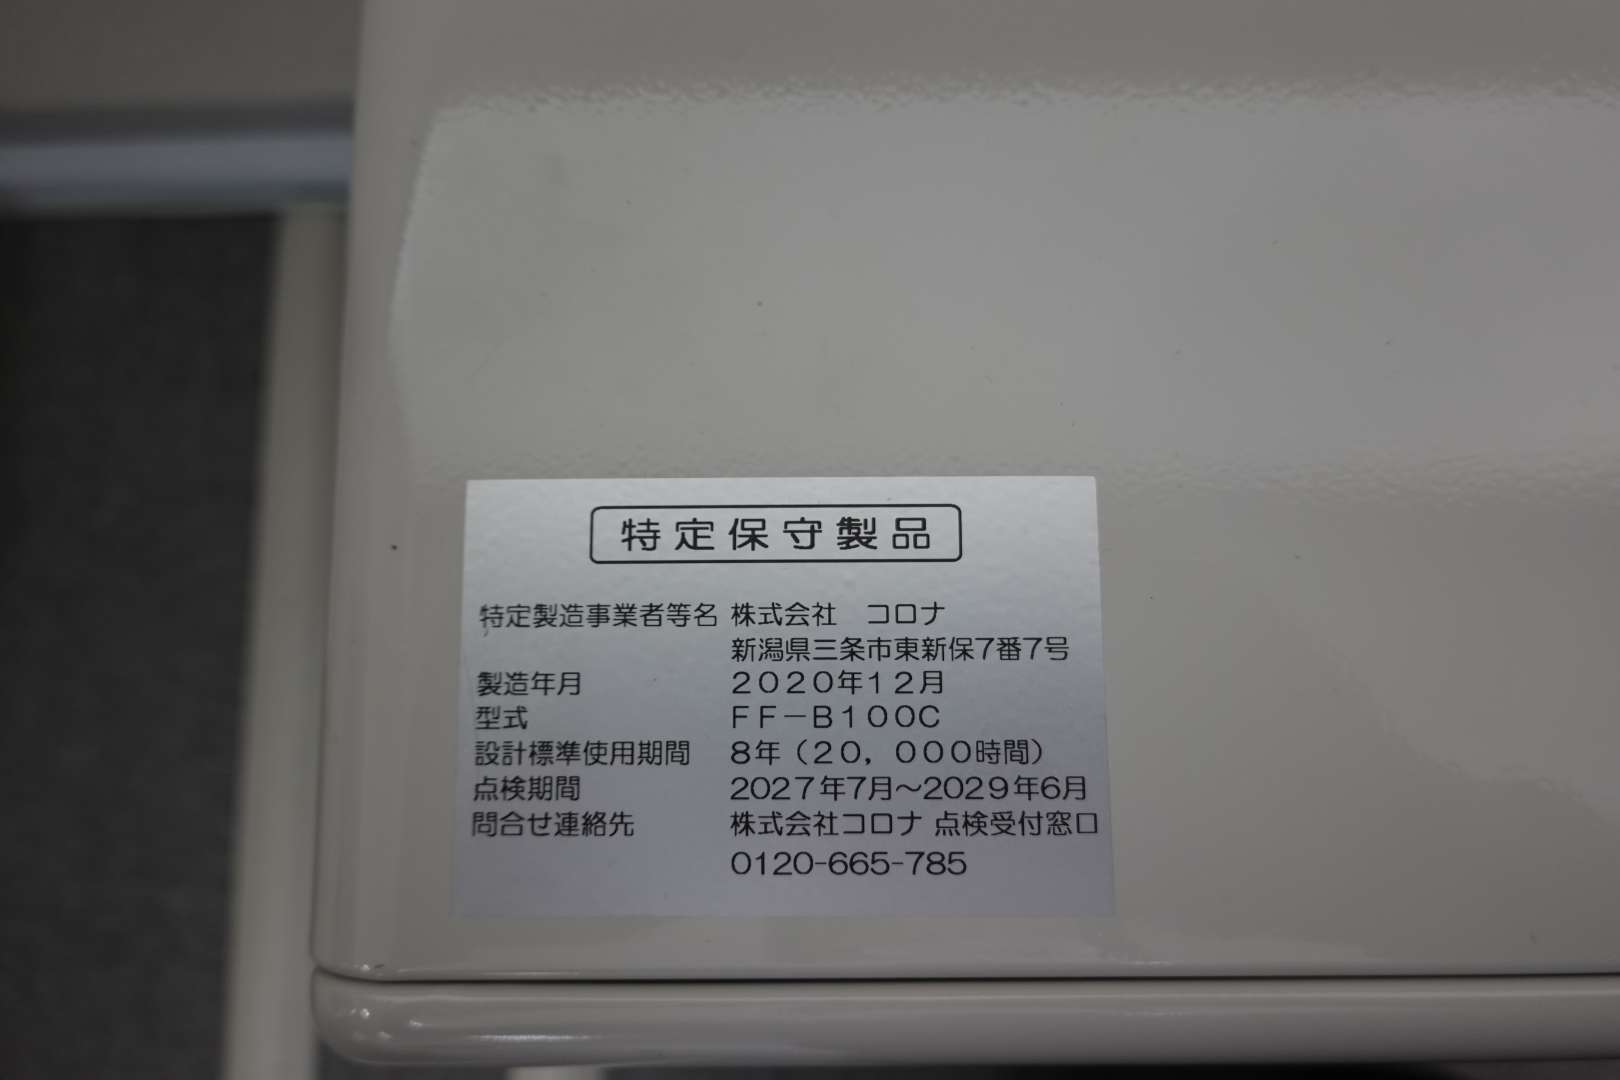 特定保守製品
特定製造事業者等名 株式会社　コロナ
新潟県三条市東新保7番7号
製造年月 2020年12月
型式 FF－B100C
設計標準使用期間 8年（20，000時間）
点検期間 2027年7月～2029年6月
問合せ連絡先 株式会社コロナ 点検受付窓口
0120-665-785